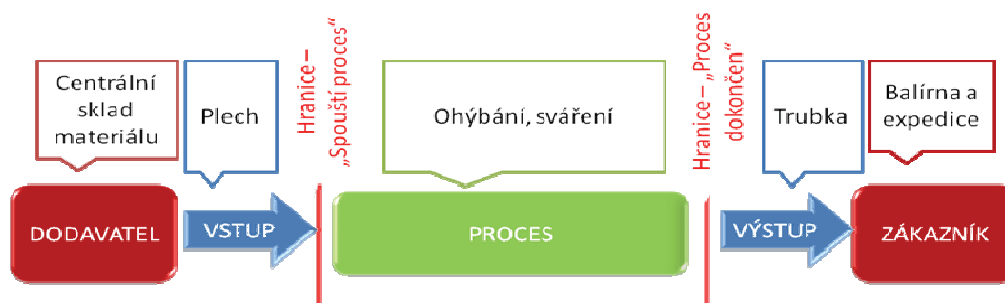 Centrální
sklad
materiálu
Plech
Hranice –
„Spouští proces“
Ohýbání, sváření
Hranice – „Proces
dokončen“
Trubka
Balírna a
expedice
DODAVATEL
VSTUP
PROCES
VÝSTUP
ZÁKAZNÍK